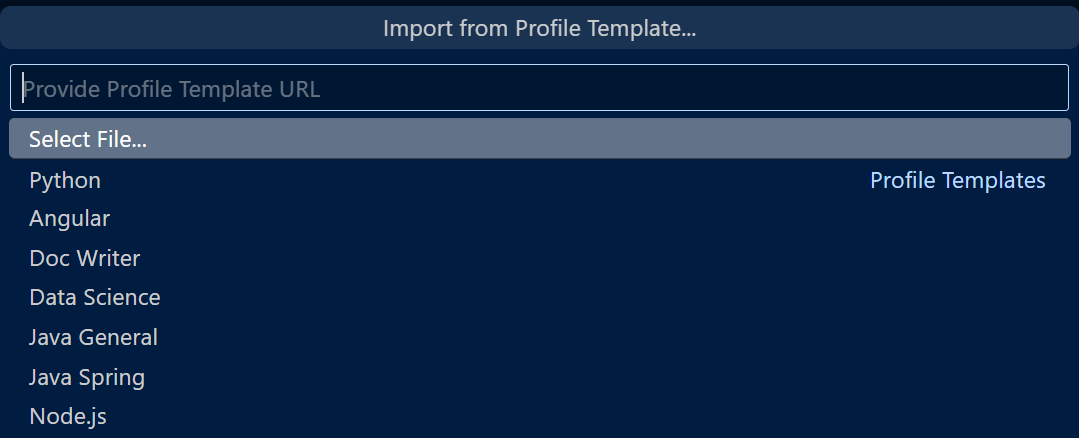 Import from Profile Template...
Provide Profile Template URL
Select File...
Python Profile Templates
Angular
Doc Writer
Data Science
Java General
Java Spring
Node.js